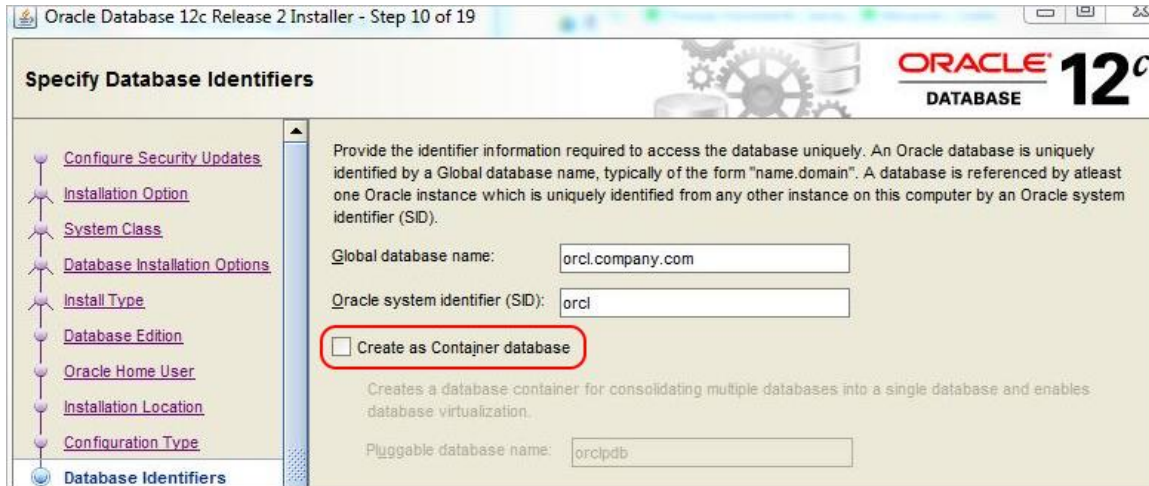 Oracle Database 12c Release 2 Installer - Step 10 of 19
Specify Database Identifiers
ORACLE
DATABASE
12c
Configure Security Updates
Installation Option
System Class
Database Installation Options
Install Type
Database Edition
Oracle Home User
Installation Location
Configuration Type
Database Identifiers
Provide the identifier information required to access the database uniquely. An Oracle database is uniquely
identified by a Global database name, typically of the form "name.domain". A database is referenced by atleast
one Oracle instance which is uniquely identified from any other instance on this computer by an Oracle system
identifier (SID).
Global database name: orcl.company.com
Oracle system identifier (SID): orcl
Create as Container database
Creates a database container for consolidating multiple databases into a single database and enables
database virtualization.
Pluggable database name: orclpdb